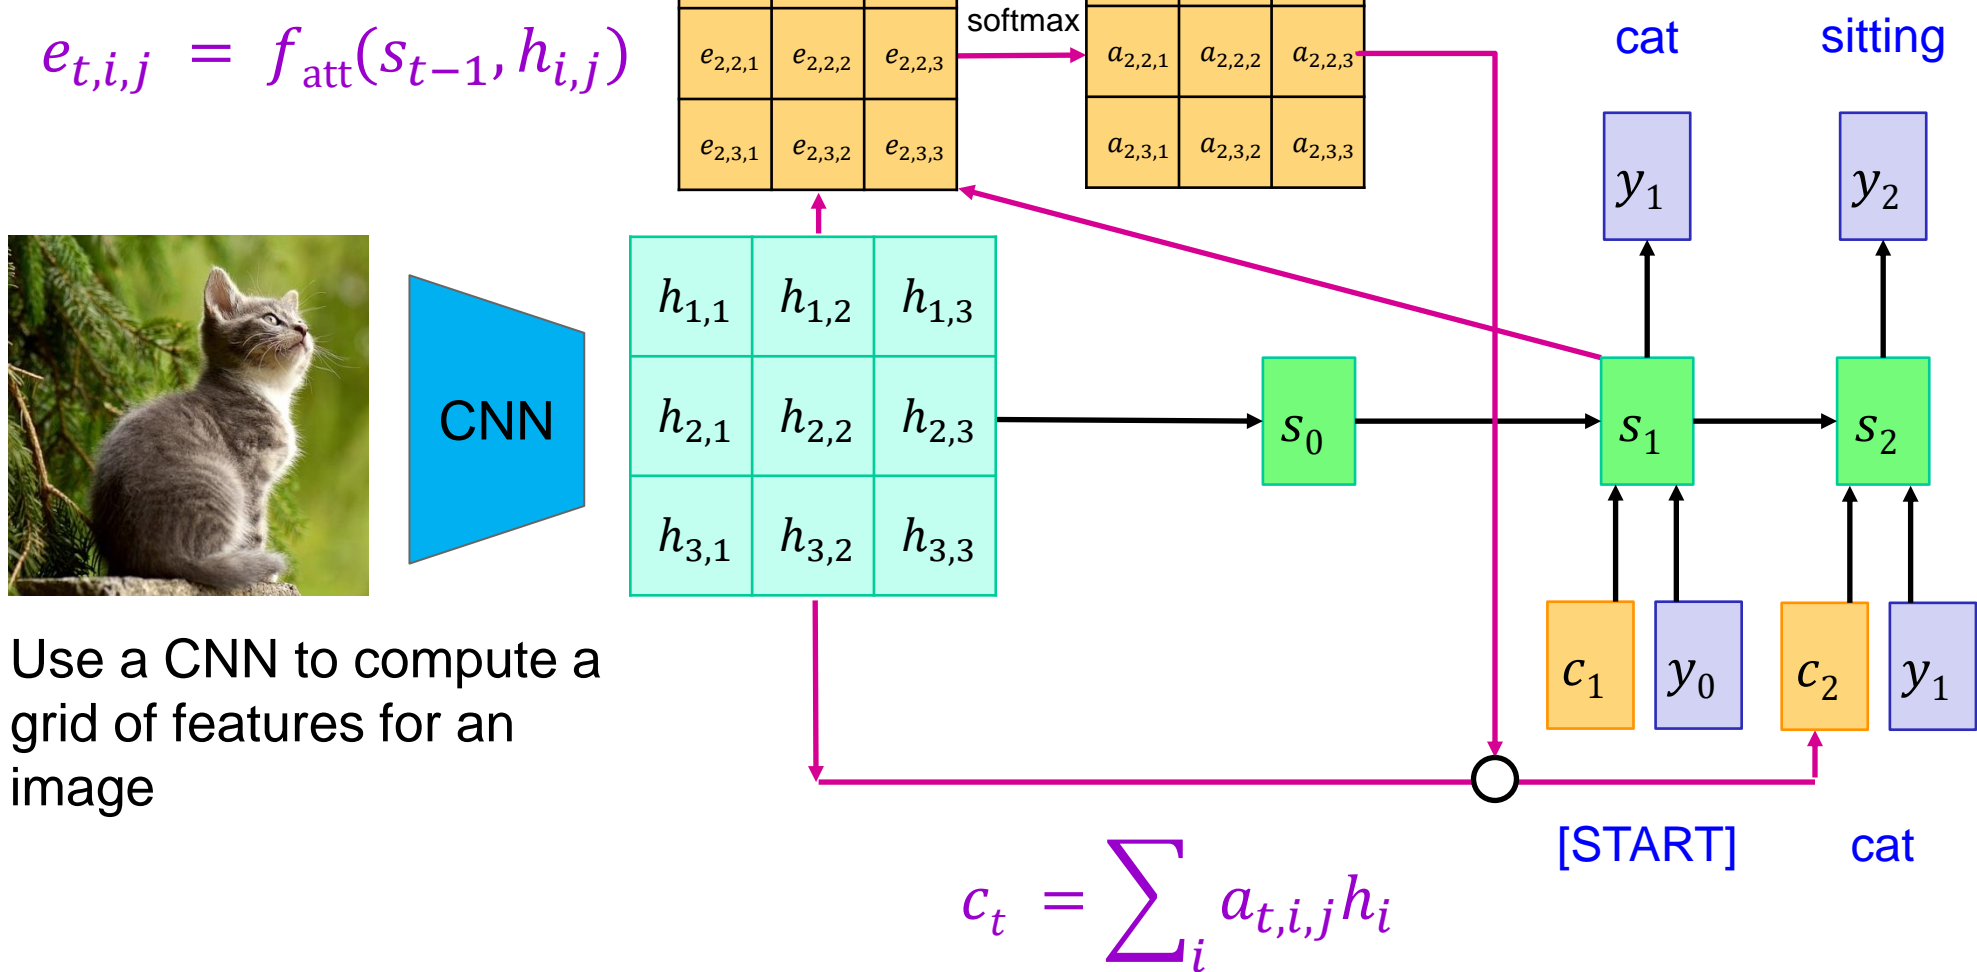 e_{t,i,j} = f_{att}(s_{t−1}, h_{i,j})
softmax
e_{2,2,1} e_{2,2,2} e_{2,2,3}
e_{2,3,1} e_{2,3,2} e_{2,3,3}
a_{2,2,1} a_{2,2,2} a_{2,2,3}
a_{2,3,1} a_{2,3,2} a_{2,3,3}
cat sitting
y_1 y_2
CNN
h_{1,1} h_{1,2} h_{1,3}
h_{2,1} h_{2,2} h_{2,3}
h_{3,1} h_{3,2} h_{3,3}
s_0 s_1 s_2
c_1 y_0 c_2 y_1
[START] cat
Use a CNN to compute a
grid of features for an
image
c_t = ∑_i a_{t,i,j} h_i